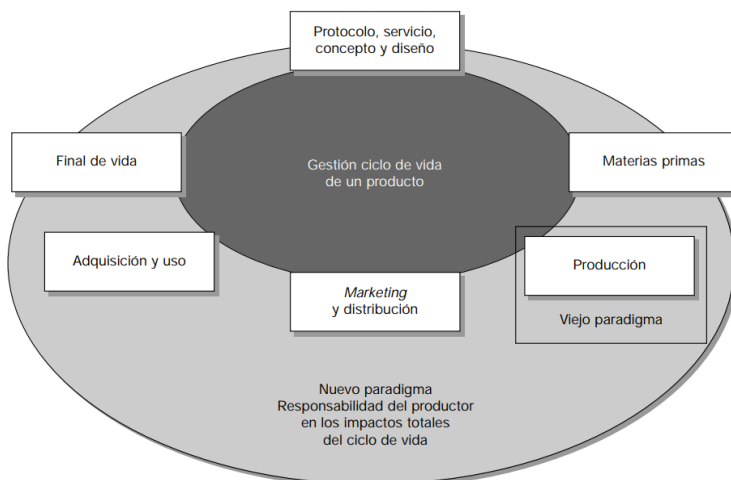 Protocolo, servicio,
concepto y diseño
Final de vida
Gestión ciclo de vida
de un producto
Materias primas
Adquisición y uso
Marketing
y distribución
Producción
Viejo paradigma
Nuevo paradigma
Responsabilidad del productor
en los impactos totales
del ciclo de vida